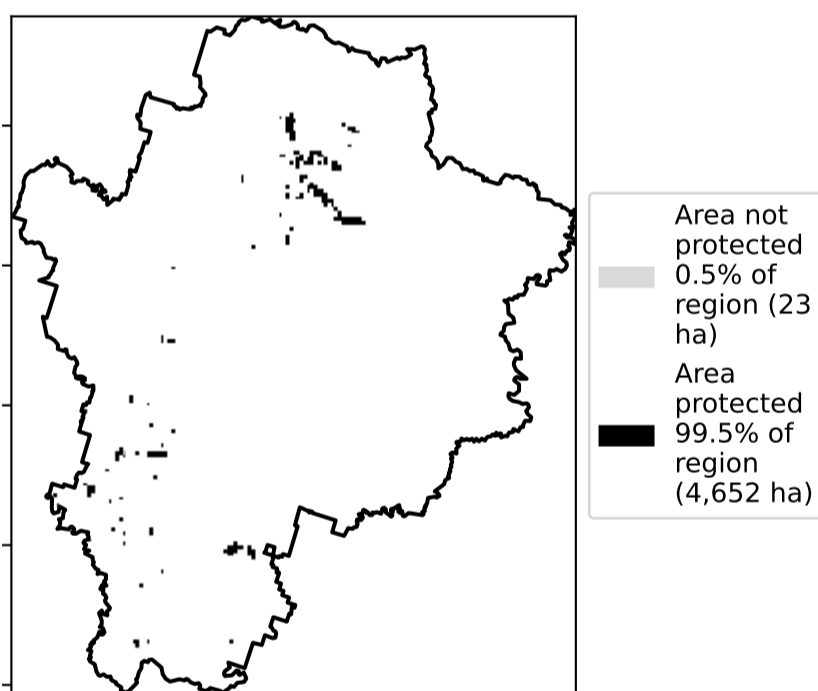 Area not
protected
0.5% of
region (23
ha)
Area
protected
99.5% of
region
(4,652 ha)